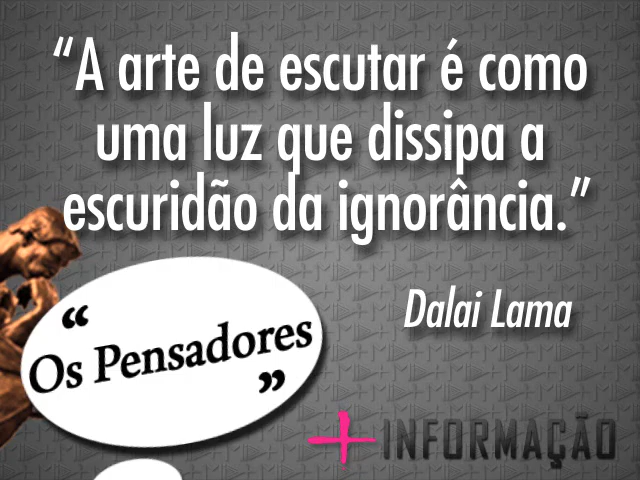 “A arte de escutar é como
uma luz que dissipa a
escuridão da ignorância.”
Dalai Lama
“
Os Pensadores
”
+ INFORMAÇÃO